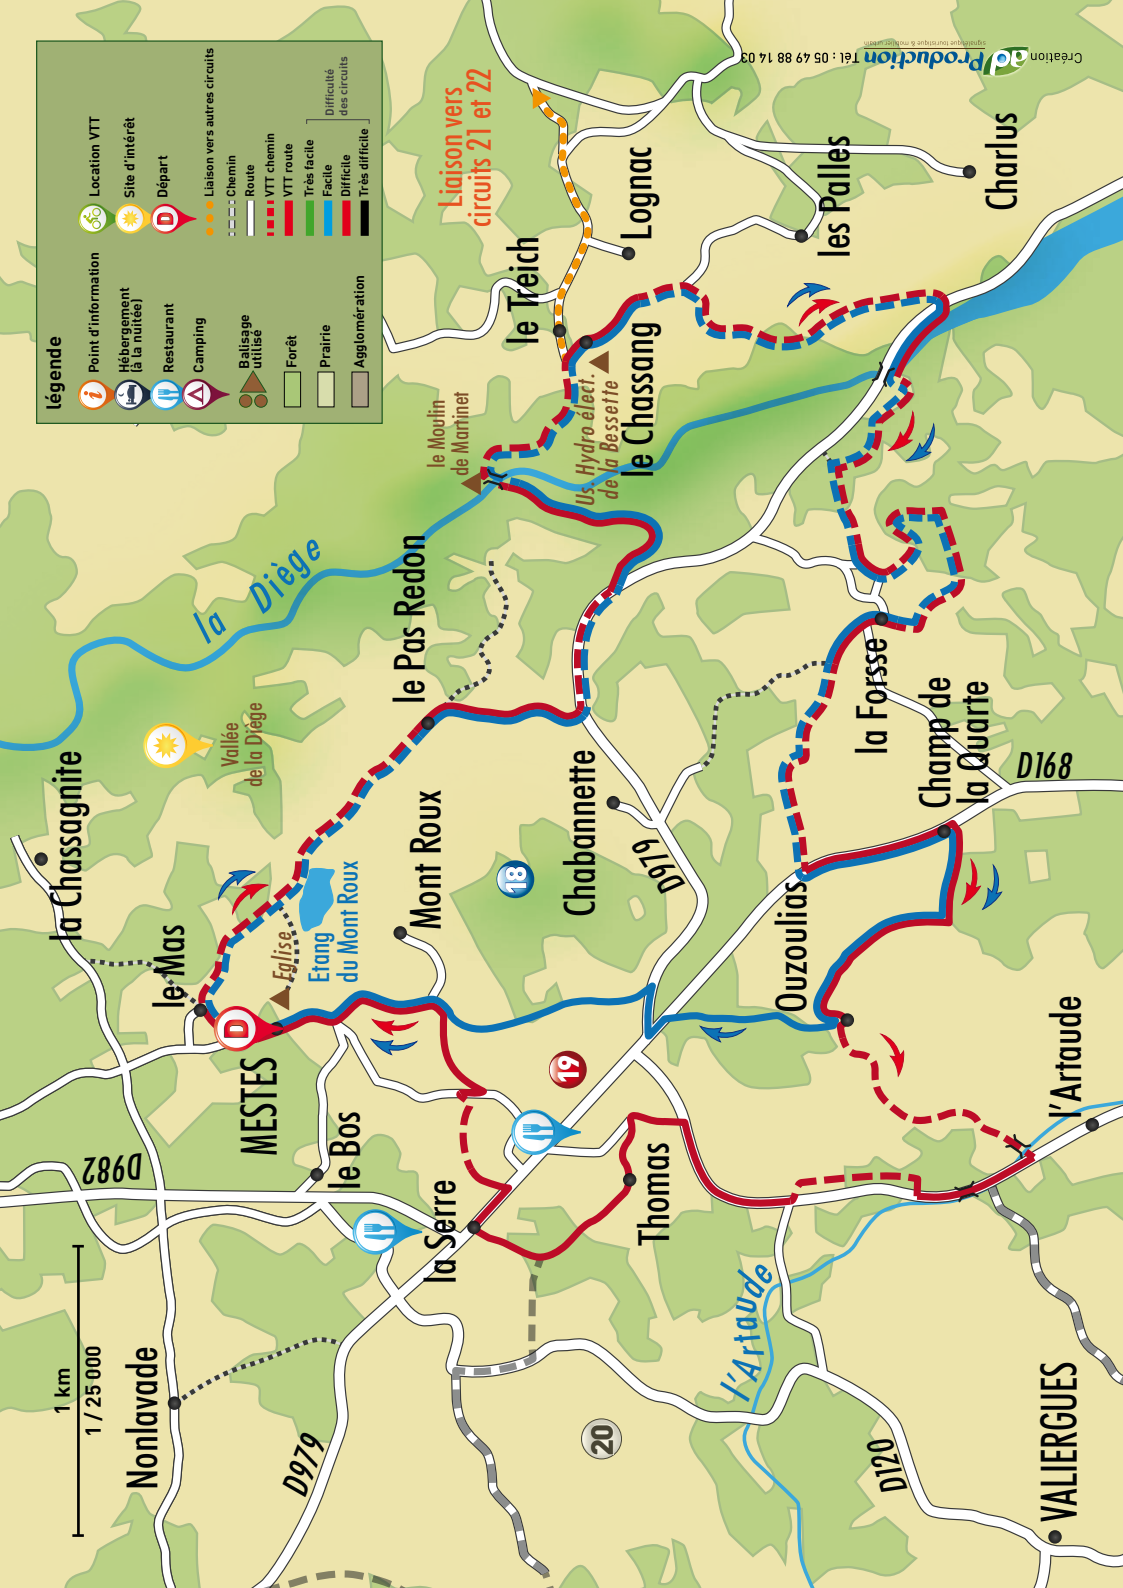 légende
Point d'information
Hébergement
(à la nuitée)
Restaurant
Camping
Balisage
utilisé
Forêt
Prairie
Agglomération
Location VTT
Site d'intérêt
Départ
D
Liaison vers autres circuits
Chemin
Route
VTT chemin
VTT route
Très facile
Facile
Difficile
Très difficile
Difficulté
des circuits
1 km
1 / 25 000
Nonlavade
D979
D982
le Bos
MESTES
D
le Mas
la Chassagnite
Eglise
Etang
du Mont Roux
Vallée
de la Diège
la Diège
Mont Roux
le Pas Redon
le Moulin
de Martinet
Liaison vers
circuits 21 et 22
le Treich
Lognac
le Chassang
Us. Hydro élect.
de la Bessette
les Palles
Charlus
18
19
20
Chabannette
D979
la Serre
Thomas
Ouzoulias
la Forsse
Champ de
la Quarte
D168
l'Artaude
l'Artaude
D120
VALIERGUES
Création
ad
Production
signalétique touristique & mobilier urbain
Tél : 05 49 88 14 03